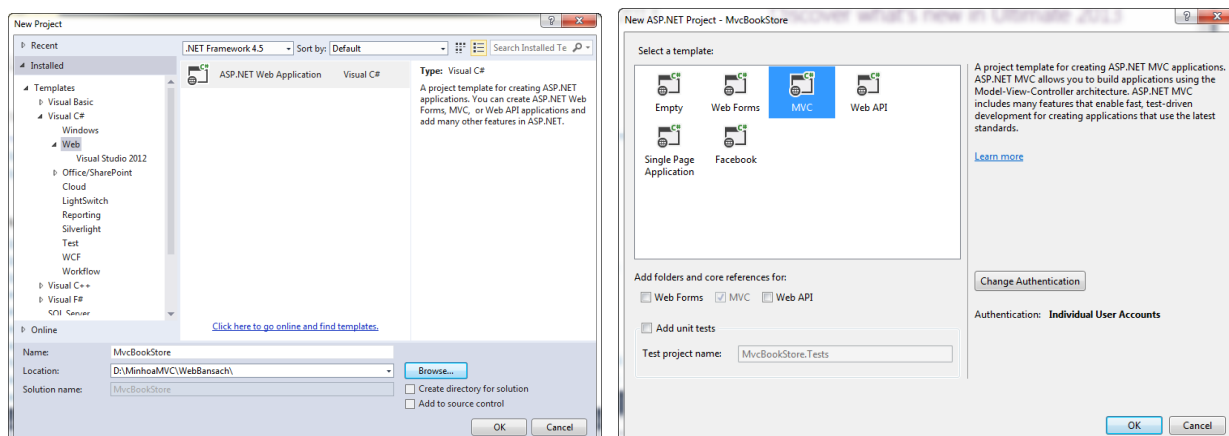 New Project
Recent
.NET Framework 4.5
Sort by: Default
Search Installed Te
Installed
Templates
Visual Basic
Visual C#
Windows
Web
Visual Studio 2012
Office/SharePoint
Cloud
LightSwitch
Reporting
Silverlight
Test
WCF
Workflow
Visual C++
Visual F#
SQL Server
Online
ASP.NET Web Application Visual C#
Click here to go online and find templates.
Type: Visual C#
A project template for creating ASP.NET
applications. You can create ASP.NET Web
Forms, MVC, or Web API applications and
add many other features in ASP.NET.
Name: MvcBookStore
Location: D:\MinhoaMVC\WebBansach\
Browse...
Solution name: MvcBookStore
Create directory for solution
Add to source control
OK Cancel
New ASP.NET Project - MvcBookStore
Discover what's new in Ultimate 2013
Select a template:
C# C# C# C#
Empty Web Forms MVC Web API
C# C#
Single Page
Application
Facebook
A project template for creating ASP.NET MVC applications.
ASP.NET MVC allows you to build applications using the
Model-View-Controller architecture. ASP.NET MVC
includes many features that enable fast, test-driven
development for creating applications that use the latest
standards.
Learn more
Add folders and core references for:
Web Forms MVC Web API
Add unit tests
Test project name: MvcBookStore.Tests
Change Authentication
Authentication: Individual User Accounts
OK Cancel